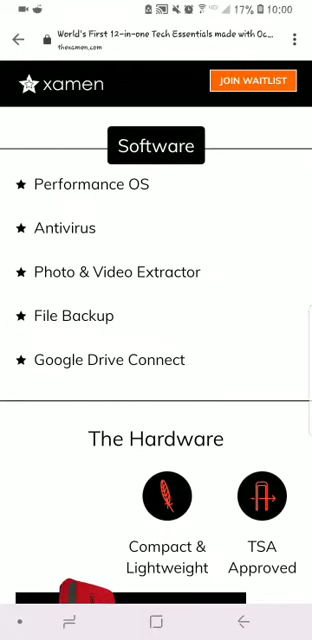 17% 10:00
World's First 12-in-one Tech Essentials made with Oc...
thexamen.com
xamen
JOIN WAITLIST
Software
Performance OS
Antivirus
Photo & Video Extractor
File Backup
Google Drive Connect
The Hardware
Compact &
Lightweight
TSA
Approved